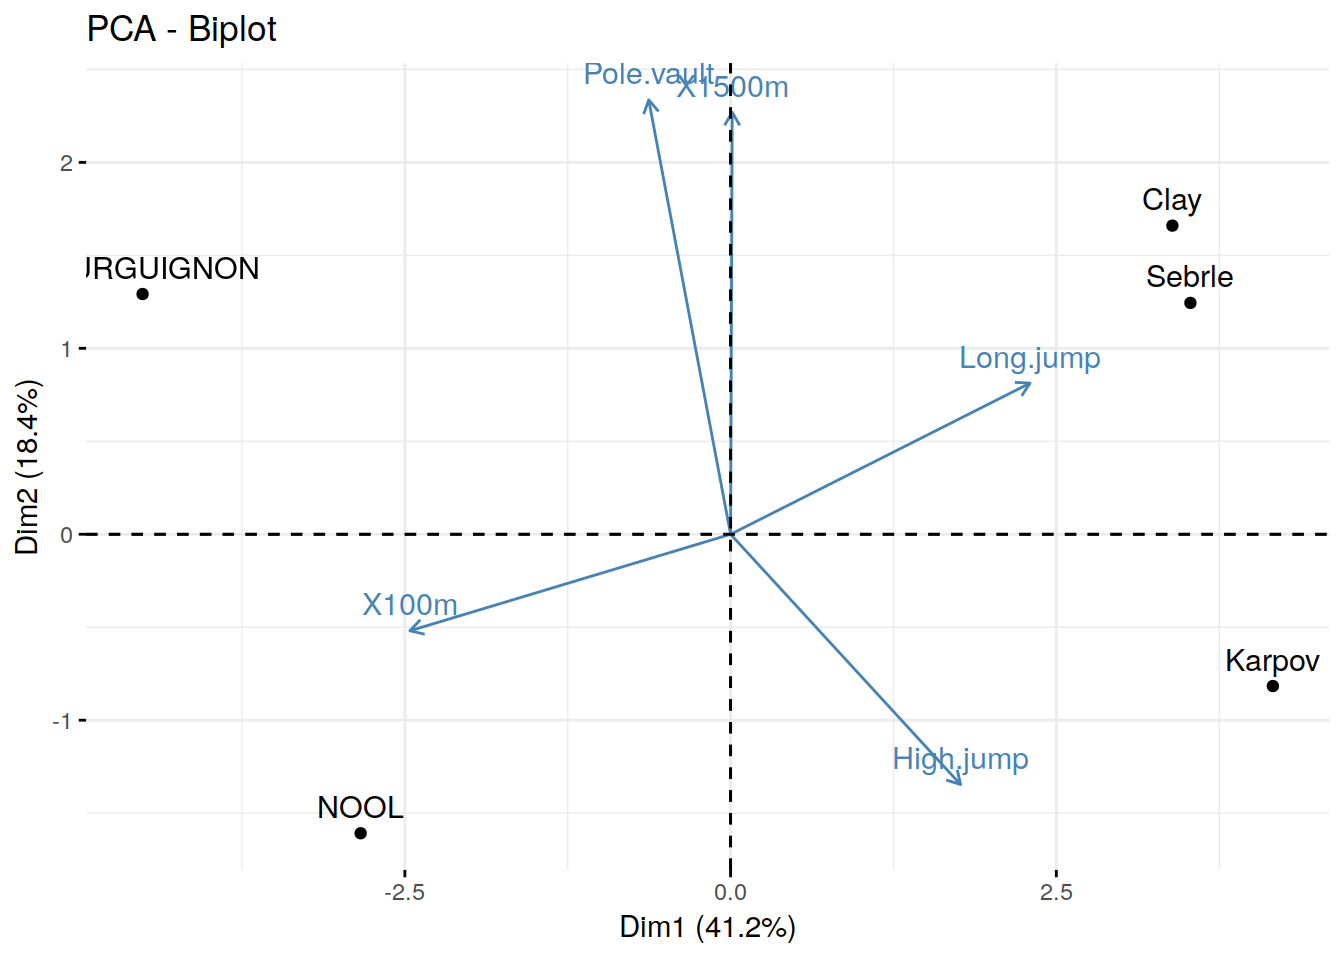 PCA - Biplot
Pole.vault
X1500m
Clay
Sebrle
URGUIGNON
Long.jump
X100m
Karpov
High.jump
NOOL
2
1
0
-1
-2.5
0.0
2.5
Dim1 (41.2%)
Dim2 (18.4%)